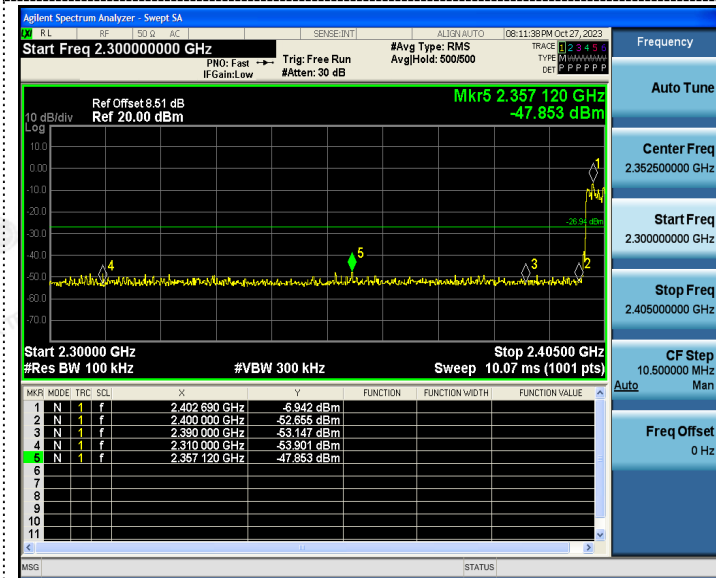 Agilent Spectrum Analyzer - Swept SA
LXI RL RF 50 Ω AC SENSE:INT ALIGN AUTO 08:11:38 PM Oct 27, 2023
Start Freq 2.300000000 GHz
#Avg Type: RMS
TRACE 1 2 3 4 5 6
PNO: Fast
Trig: Free Run
Avg|Hold: 500/500
TYPE M WWWWW
IFGain:Low
#Atten: 30 dB
DET P P P P P P
Mkr5 2.357 120 GHz
-47.853 dBm
Ref Offset 8.51 dB
10 dB/div Ref 20.00 dBm
Log
10.0
0.00
-10.0
-20.0
-30.0
-40.0
-50.0
-60.0
-70.0
1
-26.94 dBm
5
4
3
2
Start 2.30000 GHz
Stop 2.40500 GHz
#Res BW 100 kHz
#VBW 300 kHz
Sweep 10.07 ms (1001 pts)
MKR MODE TRC SCL X Y FUNCTION FUNCTION WIDTH FUNCTION VALUE
1 N 1 f 2.402 690 GHz -6.942 dBm
2 N 1 f 2.400 000 GHz -52.655 dBm
3 N 1 f 2.390 000 GHz -53.147 dBm
4 N 1 f 2.310 000 GHz -53.901 dBm
5 N 1 f 2.357 120 GHz -47.853 dBm
6
7
8
9
10
11
MSG
STATUS
Frequency
Auto Tune
Center Freq
2.352500000 GHz
Start Freq
2.300000000 GHz
Stop Freq
2.405000000 GHz
CF Step
10.500000 MHz
Auto Man
Freq Offset
0 Hz